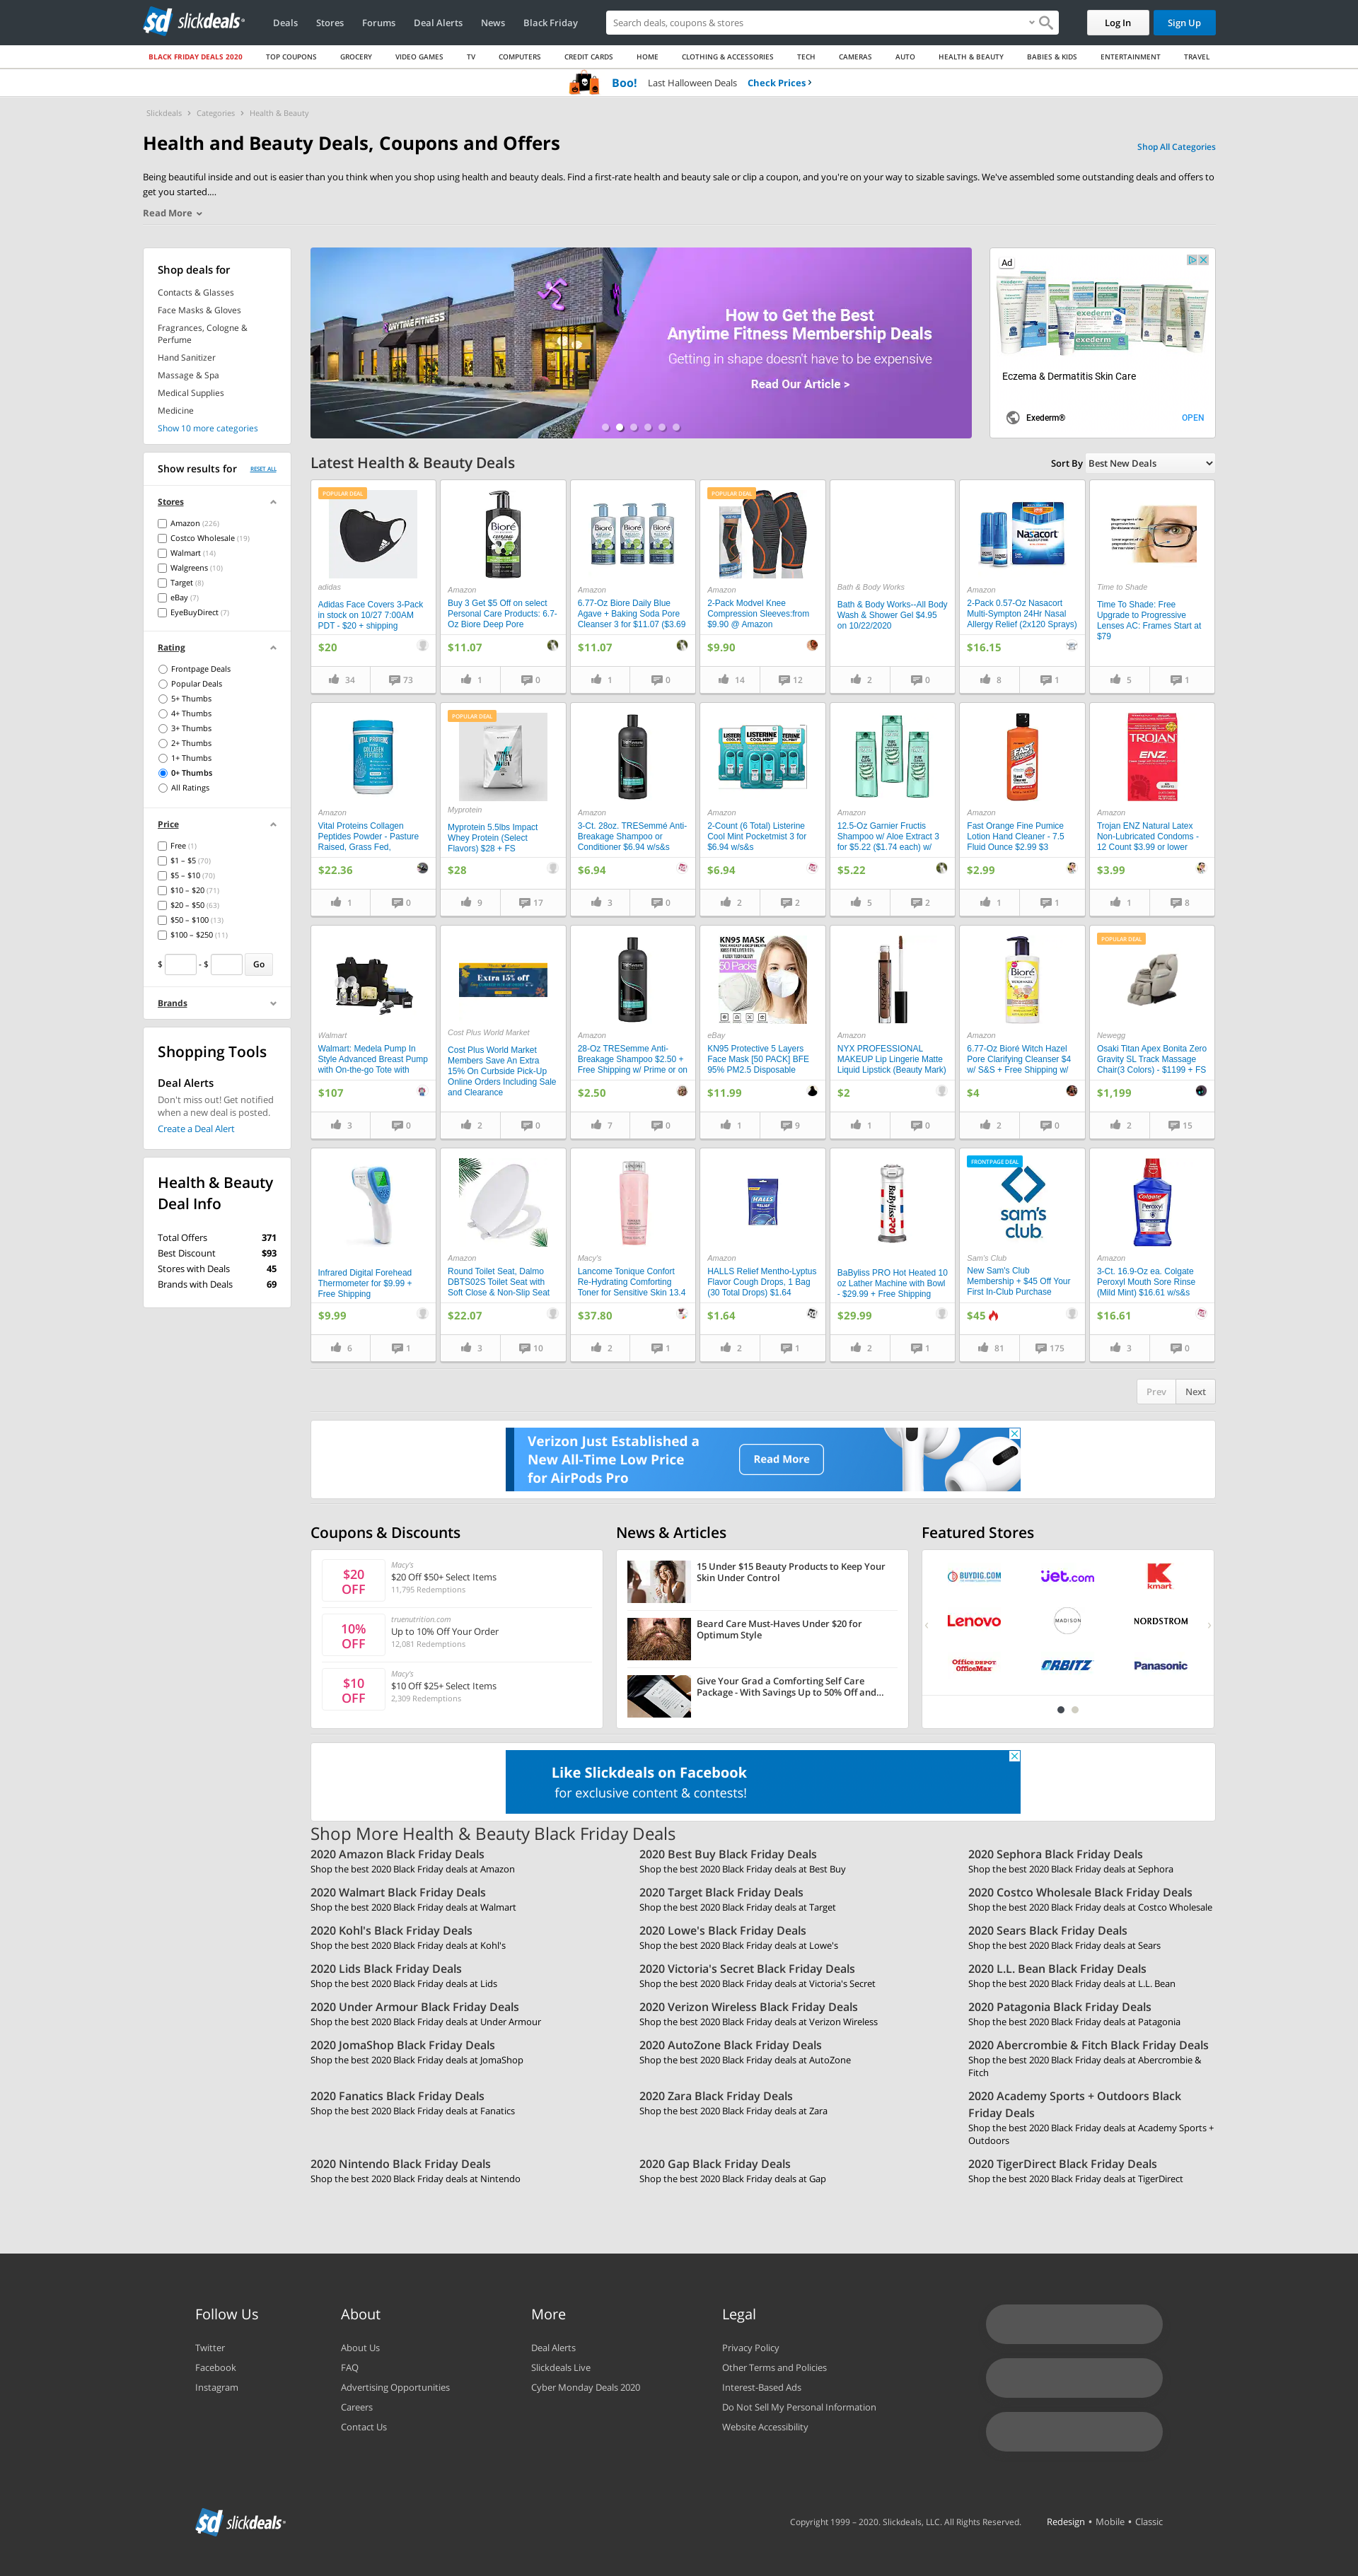 sd slickdeals
Deals Stores Forums Deal Alerts News Black Friday
Search deals, coupons & stores
Log In
Sign Up
BLACK FRIDAY DEALS 2020 TOP COUPONS GROCERY VIDEO GAMES TV COMPUTERS CREDIT CARDS HOME CLOTHING & ACCESSORIES TECH CAMERAS AUTO HEALTH & BEAUTY BABIES & KIDS ENTERTAINMENT TRAVEL
Boo! Last Halloween Deals Check Prices
Slickdeals > Categories > Health & Beauty
Health and Beauty Deals, Coupons and Offers
Shop All Categories
Being beautiful inside and out is easier than you think when you shop using health and beauty deals. Find a first-rate health and beauty sale or clip a coupon, and you're on your way to sizable savings. We've assembled some outstanding deals and offers to
get you started....
Read More
Shop deals for
Contacts & Glasses
Face Masks & Gloves
Fragrances, Cologne &
Perfume
Hand Sanitizer
Massage & Spa
Medical Supplies
Medicine
Show 10 more categories
Show results for RESET ALL
Stores
Amazon (226)
Costco Wholesale (19)
Walmart (14)
Walgreens (10)
Target (8)
eBay (7)
EyeBuyDirect (7)
Rating
Frontpage Deals
Popular Deals
5+ Thumbs
4+ Thumbs
3+ Thumbs
2+ Thumbs
1+ Thumbs
0+ Thumbs
All Ratings
Price
Free (1)
$1 – $5 (70)
$5 – $10 (70)
$10 – $20 (71)
$20 – $50 (63)
$50 – $100 (13)
$100 – $250 (11)
$ - $ Go
Brands
Shopping Tools
Deal Alerts
Don't miss out! Get notified
when a new deal is posted.
Create a Deal Alert
Health & Beauty
Deal Info
Total Offers 371
Best Discount $93
Stores with Deals 45
Brands with Deals 69
ANYTIME FITNESS
How to Get the Best
Anytime Fitness Membership Deals
Getting in shape doesn't have to be expensive
Read Our Article >
Ad
exederm
Eczema & Dermatitis Skin Care
Exederm®
OPEN
Latest Health & Beauty Deals
Sort By Best New Deals
POPULAR DEAL
adidas
Adidas Face Covers 3-Pack
in stock on 10/27 7:00AM
PDT - $20 + shipping
$20
34 73
Bioré
Amazon
Buy 3 Get $5 Off on select
Personal Care Products: 6.7-
Oz Biore Deep Pore
$11.07
1 0
Bioré Bioré Bioré
Amazon
6.77-Oz Biore Daily Blue
Agave + Baking Soda Pore
Cleanser 3 for $11.07 ($3.69
$11.07
1 0
POPULAR DEAL
Amazon
2-Pack Modvel Knee
Compression Sleeves:from
$9.90 @ Amazon
$9.90
14 12
Bath & Body Works
Bath & Body Works--All Body
Wash & Shower Gel $4.95
on 10/22/2020
2 0
Nasacort
Amazon
2-Pack 0.57-Oz Nasacort
Multi-Sympton 24Hr Nasal
Allergy Relief (2x120 Sprays)
$16.15
8 1
Time to Shade
Time To Shade: Free
Upgrade to Progressive
Lenses AC: Frames Start at
$79
5 1
VITAL PROTEINS
COLLAGEN PEPTIDES
Amazon
Vital Proteins Collagen
Peptides Powder - Pasture
Raised, Grass Fed,
$22.36
1 0
POPULAR DEAL
WHEY
Myprotein
Myprotein 5.5lbs Impact
Whey Protein (Select
Flavors) $28 + FS
$28
9 17
Amazon
3-Ct. 28oz. TRESemmé Anti-
Breakage Shampoo or
Conditioner $6.94 w/s&s
$6.94
3 0
LISTERINE
COOL MINT
Amazon
2-Count (6 Total) Listerine
Cool Mint Pocketmist 3 for
$6.94 w/s&s
$6.94
2 2
Amazon
12.5-Oz Garnier Fructis
Shampoo w/ Aloe Extract 3
for $5.22 ($1.74 each) w/
$5.22
5 2
FAST ORANGE
Amazon
Fast Orange Fine Pumice
Lotion Hand Cleaner - 7.5
Fluid Ounce $2.99 $3
$2.99
1 1
TROJAN
ENZ
Amazon
Trojan ENZ Natural Latex
Non-Lubricated Condoms -
12 Count $3.99 or lower
$3.99
1 8
Walmart
Walmart: Medela Pump In
Style Advanced Breast Pump
with On-the-go Tote with
$107
3 0
Extra 15% off
Cost Plus World Market
Cost Plus World Market
Members Save An Extra
15% On Curbside Pick-Up
Online Orders Including Sale
and Clearance
2 0
Amazon
28-Oz TRESemme Anti-
Breakage Shampoo $2.50 +
Free Shipping w/ Prime or on
$2.50
7 0
KN95 MASK
50 Packs
eBay
KN95 Protective 5 Layers
Face Mask [50 PACK] BFE
95% PM2.5 Disposable
$11.99
1 9
Amazon
NYX PROFESSIONAL
MAKEUP Lip Lingerie Matte
Liquid Lipstick (Beauty Mark)
$2
1 0
Bioré
Amazon
6.77-Oz Bioré Witch Hazel
Pore Clarifying Cleanser $4
w/ S&S + Free Shipping w/
$4
2 0
POPULAR DEAL
Newegg
Osaki Titan Apex Bonita Zero
Gravity SL Track Massage
Chair(3 Colors) - $1199 + FS
$1,199
2 15
Infrared Digital Forehead
Thermometer for $9.99 +
Free Shipping
$9.99
6 1
Amazon
Round Toilet Seat, Dalmo
DBTS02S Toilet Seat with
Soft Close & Non-Slip Seat
$22.07
3 10
Macy's
Lancome Tonique Confort
Re-Hydrating Comforting
Toner for Sensitive Skin 13.4
$37.80
2 1
HALLS
RELIEF
Amazon
HALLS Relief Mentho-Lyptus
Flavor Cough Drops, 1 Bag
(30 Total Drops) $1.64
$1.64
2 1
BaBylissPRO
BaByliss PRO Hot Heated 10
oz Lather Machine with Bowl
- $29.99 + Free Shipping
$29.99
2 1
FRONTPAGE DEAL
sam's club
Sam's Club
New Sam's Club
Membership + $45 Off Your
First In-Club Purchase
$45
81 175
Colgate
Peroxyl
Amazon
3-Ct. 16.9-Oz ea. Colgate
Peroxyl Mouth Sore Rinse
(Mild Mint) $16.61 w/s&s
$16.61
3 0
Prev Next
Verizon Just Established a
New All-Time Low Price
for AirPods Pro
Read More
Coupons & Discounts
$20 OFF
Macy's
$20 Off $50+ Select Items
11,795 Redemptions
10% OFF
truenutrition.com
Up to 10% Off Your Order
12,081 Redemptions
$10 OFF
Macy's
$10 Off $25+ Select Items
2,309 Redemptions
News & Articles
15 Under $15 Beauty Products to Keep Your
Skin Under Control
Beard Care Must-Haves Under $20 for
Optimum Style
Give Your Grad a Comforting Self Care
Package - With Savings Up to 50% Off and...
Featured Stores
BUYDIG.COM jet.com kmart
Lenovo MADISON NORDSTROM
Office DEPOT OfficeMax ORBITZ Panasonic
Like Slickdeals on Facebook
for exclusive content & contests!
Shop More Health & Beauty Black Friday Deals
2020 Amazon Black Friday Deals
Shop the best 2020 Black Friday deals at Amazon
2020 Best Buy Black Friday Deals
Shop the best 2020 Black Friday deals at Best Buy
2020 Sephora Black Friday Deals
Shop the best 2020 Black Friday deals at Sephora
2020 Walmart Black Friday Deals
Shop the best 2020 Black Friday deals at Walmart
2020 Target Black Friday Deals
Shop the best 2020 Black Friday deals at Target
2020 Costco Wholesale Black Friday Deals
Shop the best 2020 Black Friday deals at Costco Wholesale
2020 Kohl's Black Friday Deals
Shop the best 2020 Black Friday deals at Kohl's
2020 Lowe's Black Friday Deals
Shop the best 2020 Black Friday deals at Lowe's
2020 Sears Black Friday Deals
Shop the best 2020 Black Friday deals at Sears
2020 Lids Black Friday Deals
Shop the best 2020 Black Friday deals at Lids
2020 Victoria's Secret Black Friday Deals
Shop the best 2020 Black Friday deals at Victoria's Secret
2020 L.L. Bean Black Friday Deals
Shop the best 2020 Black Friday deals at L.L. Bean
2020 Under Armour Black Friday Deals
Shop the best 2020 Black Friday deals at Under Armour
2020 Verizon Wireless Black Friday Deals
Shop the best 2020 Black Friday deals at Verizon Wireless
2020 Patagonia Black Friday Deals
Shop the best 2020 Black Friday deals at Patagonia
2020 JomaShop Black Friday Deals
Shop the best 2020 Black Friday deals at JomaShop
2020 AutoZone Black Friday Deals
Shop the best 2020 Black Friday deals at AutoZone
2020 Abercrombie & Fitch Black Friday Deals
Shop the best 2020 Black Friday deals at Abercrombie &
Fitch
2020 Fanatics Black Friday Deals
Shop the best 2020 Black Friday deals at Fanatics
2020 Zara Black Friday Deals
Shop the best 2020 Black Friday deals at Zara
2020 Academy Sports + Outdoors Black
Friday Deals
Shop the best 2020 Black Friday deals at Academy Sports +
Outdoors
2020 Nintendo Black Friday Deals
Shop the best 2020 Black Friday deals at Nintendo
2020 Gap Black Friday Deals
Shop the best 2020 Black Friday deals at Gap
2020 TigerDirect Black Friday Deals
Shop the best 2020 Black Friday deals at TigerDirect
Follow Us
Twitter
Facebook
Instagram
About
About Us
FAQ
Advertising Opportunities
Careers
Contact Us
More
Deal Alerts
Slickdeals Live
Cyber Monday Deals 2020
Legal
Privacy Policy
Other Terms and Policies
Interest-Based Ads
Do Not Sell My Personal Information
Website Accessibility
sd slickdeals
Copyright 1999 – 2020. Slickdeals, LLC. All Rights Reserved.
Redesign • Mobile • Classic